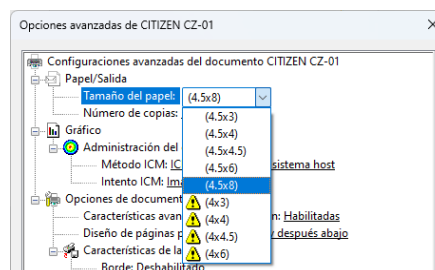 Opciones avanzadas de CITIZEN CZ-01
Configuraciones avanzadas del documento CITIZEN CZ-01
Papel/Salida
Tamaño del papel: (4.5x8)
Número de copias:
(4.5x3)
(4.5x4)
(4.5x4.5)
(4.5x6)
(4.5x8)
(4x3)
(4x4)
(4x4.5)
(4x6)
Gráfico
Administración del
Método ICM: IC sistema host
Intento ICM: Ima
Opciones de document
Características avan n: Habilitadas
Diseño de páginas p y después abajo
Características de la
Borde: Deshabilitado